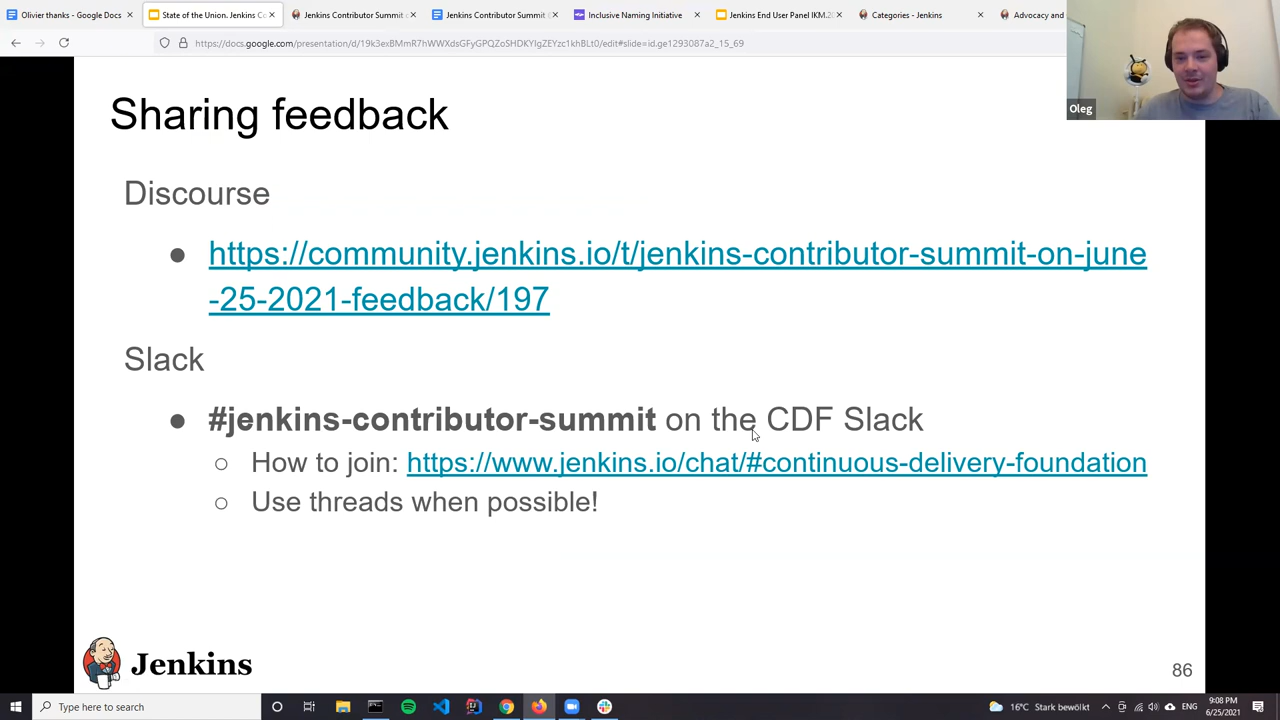 Olivier thanks - Google Docs
State of the Union. Jenkins Co
Jenkins Contributor Summit
Jenkins Contributor Summit
Inclusive Naming Initiative
Jenkins End User Panel IKM.2
Categories - Jenkins
Advocacy and
Oleg
Sharing feedback
Discourse
● https://community.jenkins.io/t/jenkins-contributor-summit-on-june
-25-2021-feedback/197
Slack
● #jenkins-contributor-summit on the CDF Slack
○ How to join: https://www.jenkins.io/chat/#continuous-delivery-foundation
○ Use threads when possible!
Jenkins
86
Type here to search
16°C Stark bewölkt
ENG
9:08 PM
6/25/2021